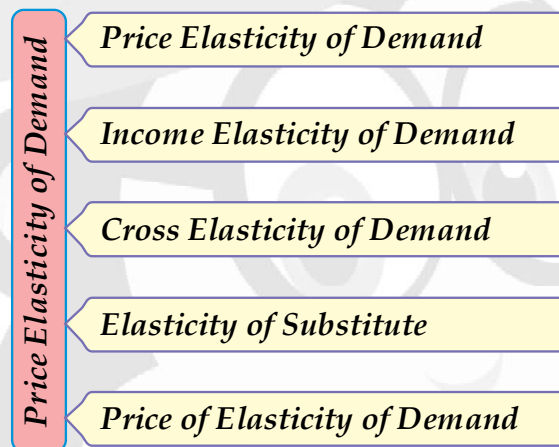 Price Elasticity of Demand
Price Elasticity of Demand
Income Elasticity of Demand
Cross Elasticity of Demand
Elasticity of Substitute
Price of Elasticity of Demand